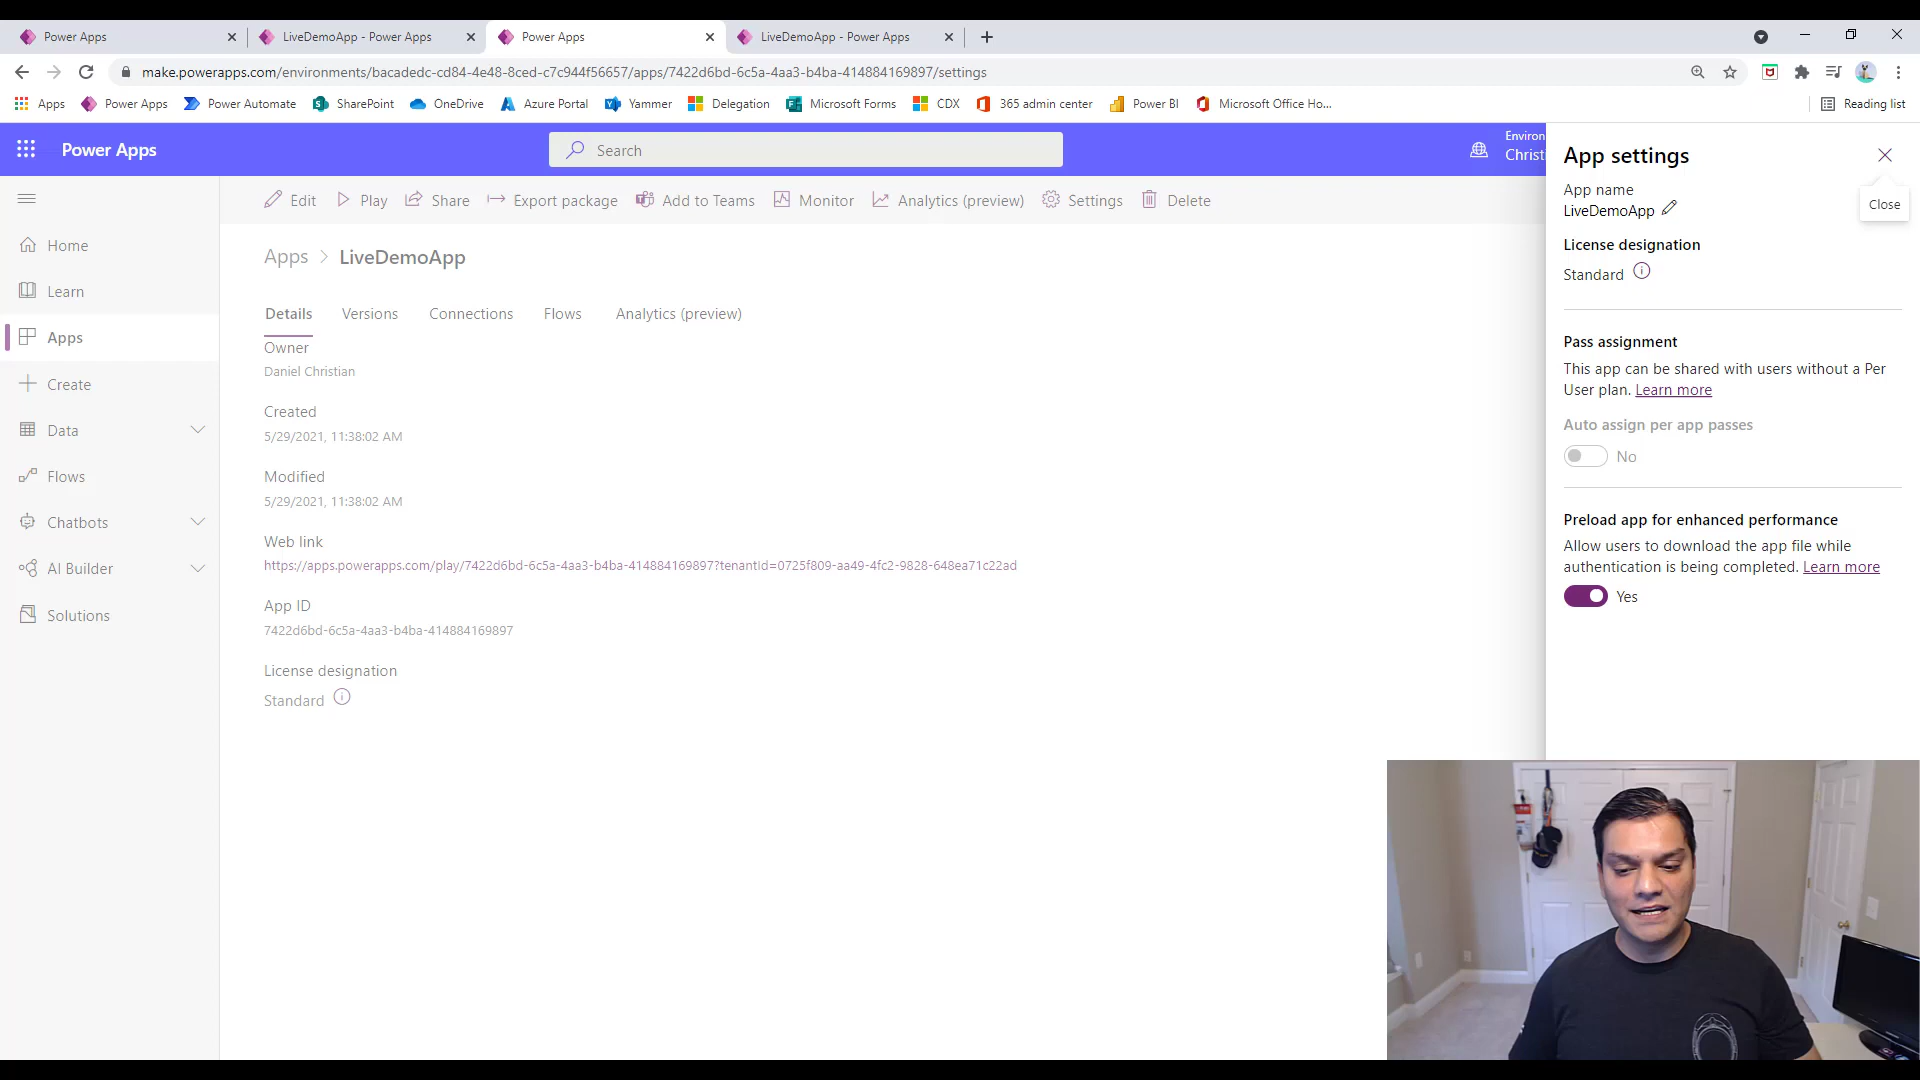 Power Apps
LiveDemoApp - Power Apps
Power Apps
LiveDemoApp - Power Apps
make.powerapps.com/environments/bacadedc-cd84-4e48-8ced-c7c944f56657/apps/7422d6bd-6c5a-4aa3-b4ba-414884169897/settings
Apps
Power Apps
Power Automate
SharePoint
OneDrive
Azure Portal
Yammer
Delegation
Microsoft Forms
CDX
365 admin center
Power BI
Microsoft Office Ho...
Reading list
Power Apps
Search
Environ
Christi
Edit
Play
Share
Export package
Add to Teams
Monitor
Analytics (preview)
Settings
Delete
Home
Learn
Apps
Create
Data
Flows
Chatbots
AI Builder
Solutions
Apps > LiveDemoApp
Details
Versions
Connections
Flows
Analytics (preview)
Owner
Daniel Christian
Created
5/29/2021, 11:38:02 AM
Modified
5/29/2021, 11:38:02 AM
Web link
https://apps.powerapps.com/play/7422d6bd-6c5a-4aa3-b4ba-414884169897?tenantId=0725f809-aa49-4fc2-9828-648ea71c22ad
App ID
7422d6bd-6c5a-4aa3-b4ba-414884169897
License designation
Standard
App settings
Close
App name
LiveDemoApp
License designation
Standard
Pass assignment
This app can be shared with users without a Per
User plan. Learn more
Auto assign per app passes
No
Preload app for enhanced performance
Allow users to download the app file while
authentication is being completed. Learn more
Yes